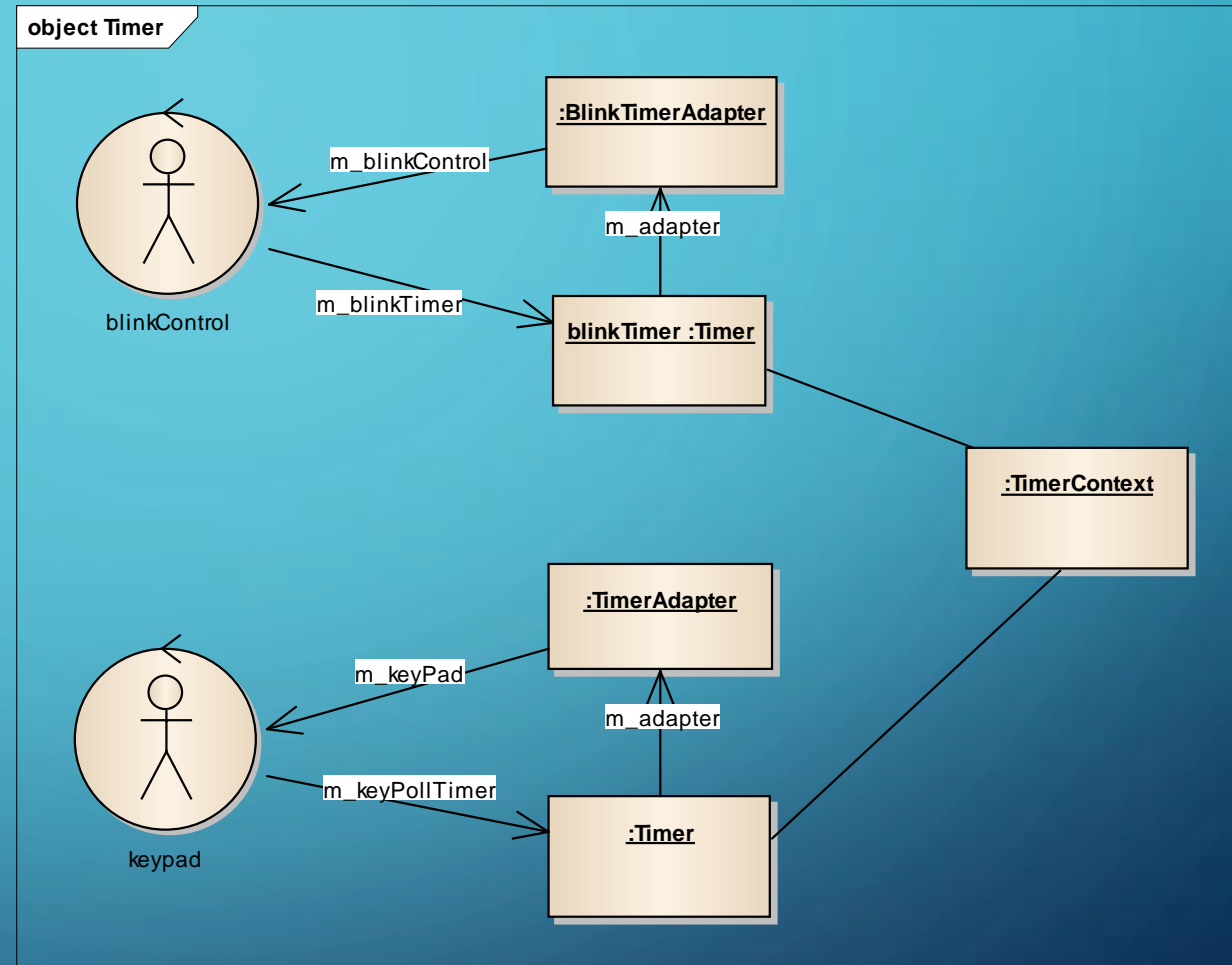 object Timer
:BlinkTimerAdapter
m_blinkControl
m_adapter
m_blinkTimer
blinkControl
blinkTimer :Timer
:TimerContext
:TimerAdapter
m_keyPad
m_adapter
m_keyPollTimer
:Timer
keypad